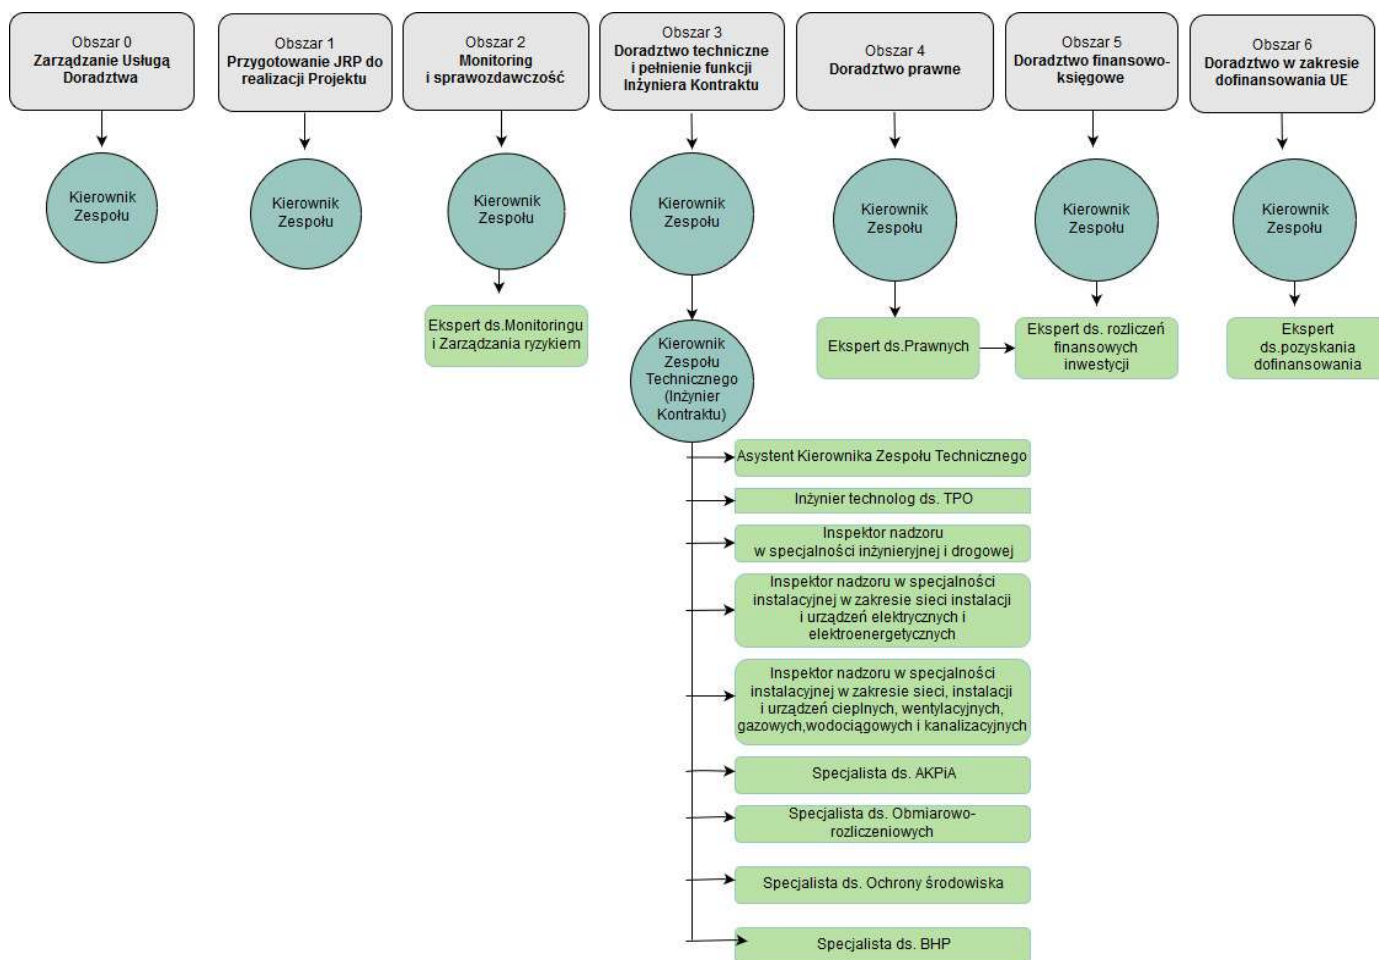 Obszar 0
Zarządzanie Usługą
Doradztwa
Obszar 1
Przygotowanie JRP do
realizacji Projektu
Obszar 2
Monitoring
i sprawozdawczość
Obszar 3
Doradztwo techniczne
i pełnienie funkcji
Inżyniera Kontraktu
Obszar 4
Doradztwo prawne
Obszar 5
Doradztwo finansowo-
księgowe
Obszar 6
Doradztwo w zakresie
dofinansowania UE
Kierownik
Zespołu
Kierownik
Zespołu
Kierownik
Zespołu
Kierownik
Zespołu
Kierownik
Zespołu
Kierownik
Zespołu
Kierownik
Zespołu
Ekspert ds.Monitoringu
i Zarządzania ryzykiem
Kierownik
Zespołu
Technicznego
(Inżynier
Kontraktu)
Ekspert ds.Prawnych
Ekspert ds. rozliczeń
finansowych
inwestycji
Ekspert
ds.pozyskania
dofinansowania
Asystent Kierownika Zespołu Technicznego
Inżynier technolog ds. TPO
Inspektor nadzoru
w specjalności inżynieryjnej i drogowej
Inspektor nadzoru w specjalności
instalacyjnej w zakresie sieci instalacji
i urządzeń elektrycznych i
elektroenergetycznych
Inspektor nadzoru w specjalności
instalacyjnej w zakresie sieci, instalacji
i urządzeń cieplnych, wentylacyjnych,
gazowych,wodociągowych i kanalizacyjnych
Specjalista ds. AKPiA
Specjalista ds. Obmiarowo-
rozliczeniowych
Specjalista ds. Ochrony środowiska
Specjalista ds. BHP